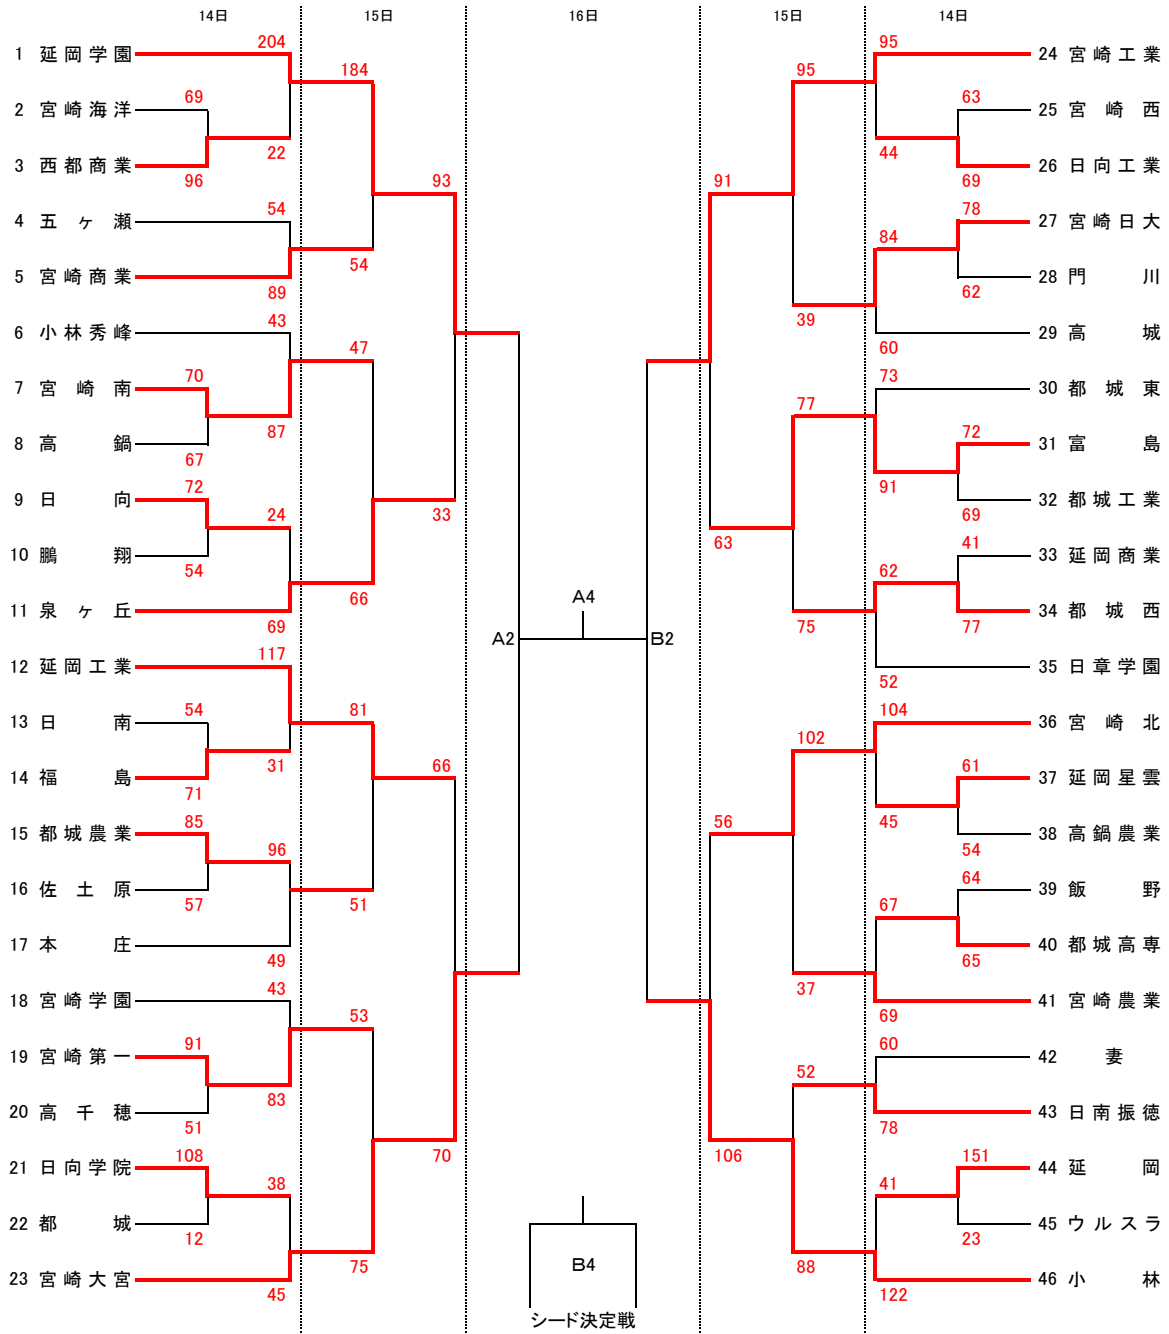 14日 15日 16日 15日 14日
1 延岡学園 204 184
2 宮崎海洋 69
3 西都商業 96 22 93
4 五ヶ瀬 54
5 宮崎商業 89 54
6 小林秀峰 43
7 宮崎南 70 47
8 高鍋 67 87
9 日向 72 24 33
10 鵬翔 54
11 泉ヶ丘 69 66
12 延岡工業 117
13 日南 54 81
14 福島 71 31 66
15 都城農業 85 96
16 佐土原 57 51
17 本庄 49
18 宮崎学園 43
19 宮崎第一 91 53
20 高千穂 51 83
21 日向学院 108 38 70
22 都城 12
23 宮崎大宮 45 75
A4
A2 B2
B4
シード決定戦
95 95 24 宮崎工業
63 25 宮崎西
91 44 69 26 日向工業
84 78 27 宮崎日大
39 62 28 門川
60 29 高城
73 30 都城東
77 72 31 富島
91 69 32 都城工業
63 41 33 延岡商業
75 62 77 34 都城西
52 35 日章学園
104 36 宮崎北
102 61 37 延岡星雲
56 45 54 38 高鍋農業
64 39 飯野
67 65 40 都城高専
37 69 41 宮崎農業
60 42 妻
52 78 43 日南振徳
106 41 151 44 延岡
23 45 ウルスラ
88 122 46 小林